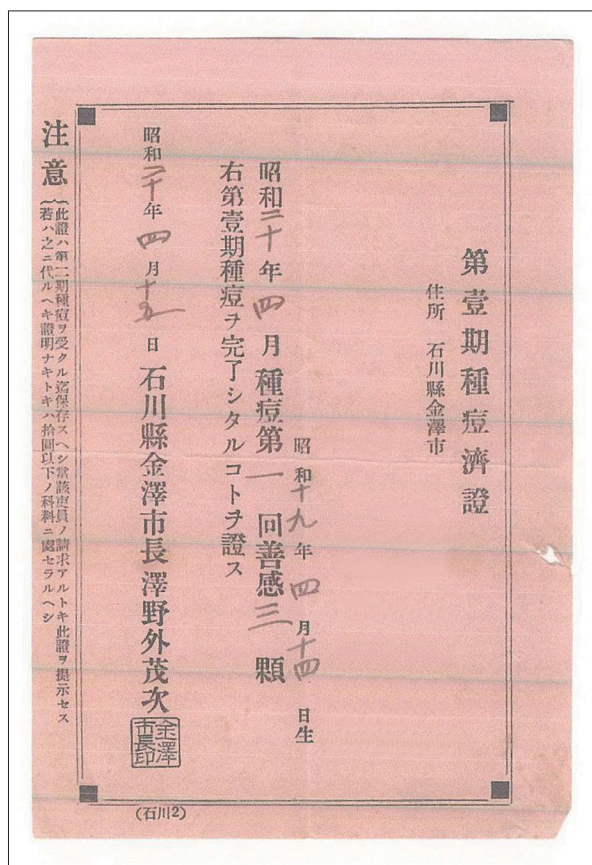 第壹期種痘濟證
住所 石川縣金澤市
昭和十九年四月十四日生
昭和二十年四月種痘第一回善感三顆
右第壹期種痘ヲ完了シタルコトヲ證ス
昭和二十年四月十五日 石川縣金澤市長澤野外茂次
金澤市長印
注意
此證ハ第二期種痘ヲ受クル迄保存スヘシ當該吏員ノ請求アルトキ此證ヲ提示セス
若ハ之ニ代ルヘキ證明ナキトキハ拾圓以下ノ科料ニ處セラルヘシ
(石川2)